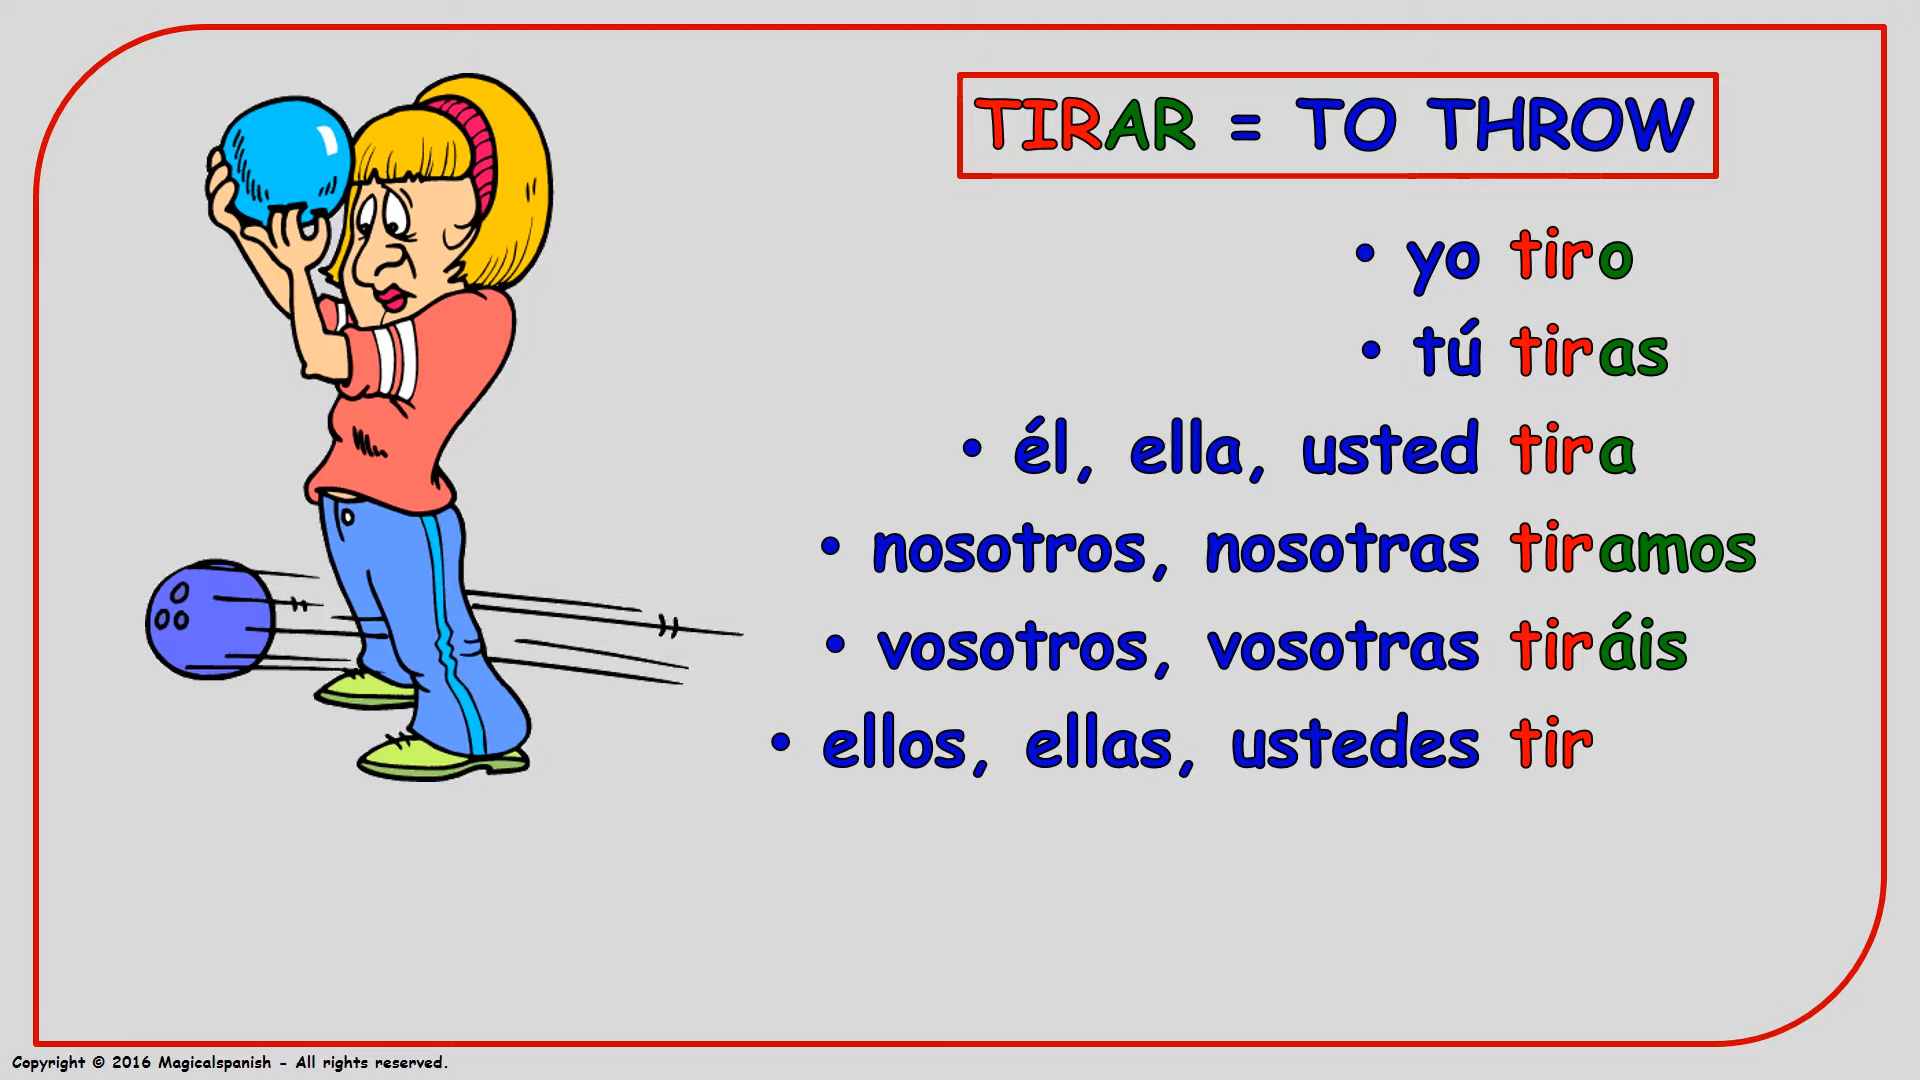 TIRAR = TO THROW
• yo tiro
• tú tiras
• él, ella, usted tira
• nosotros, nosotras tiramos
• vosotros, vosotras tiráis
• ellos, ellas, ustedes tir
Copyright © 2016 Magicalspanish - All rights reserved.